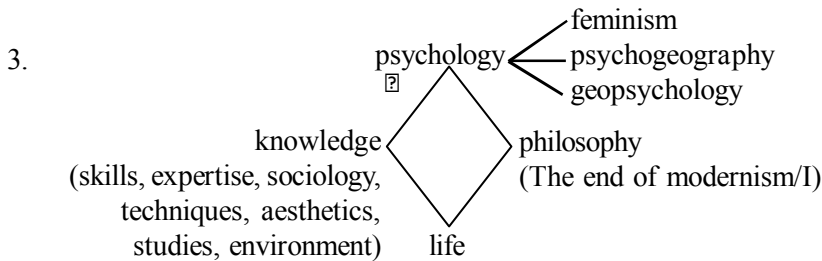 feminism
3.
psychology
psychogeography
geopsychology
knowledge
philosophy
(skills, expertise, sociology,
(The end of modernism/I)
techniques, aesthetics,
studies, environment)
life